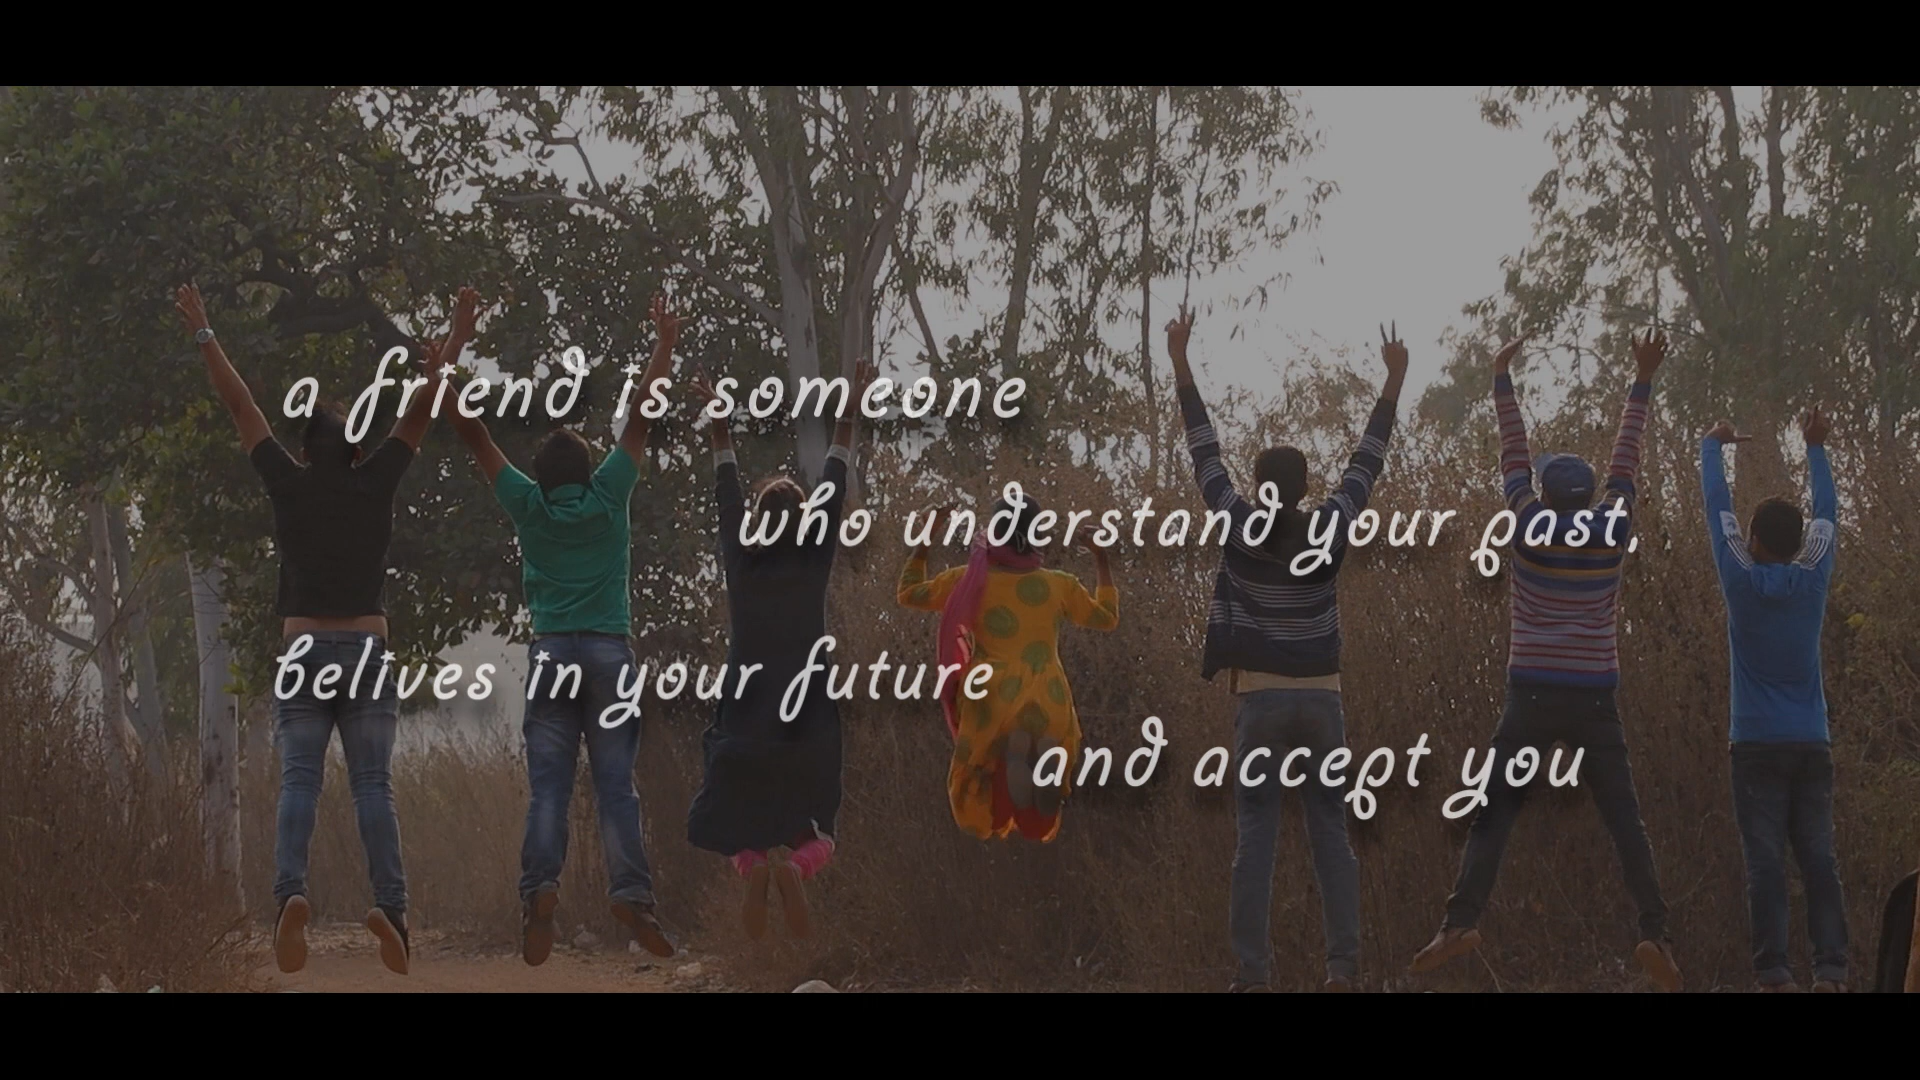 a friend is someone
who understand your past,
belives in your future
and accept you